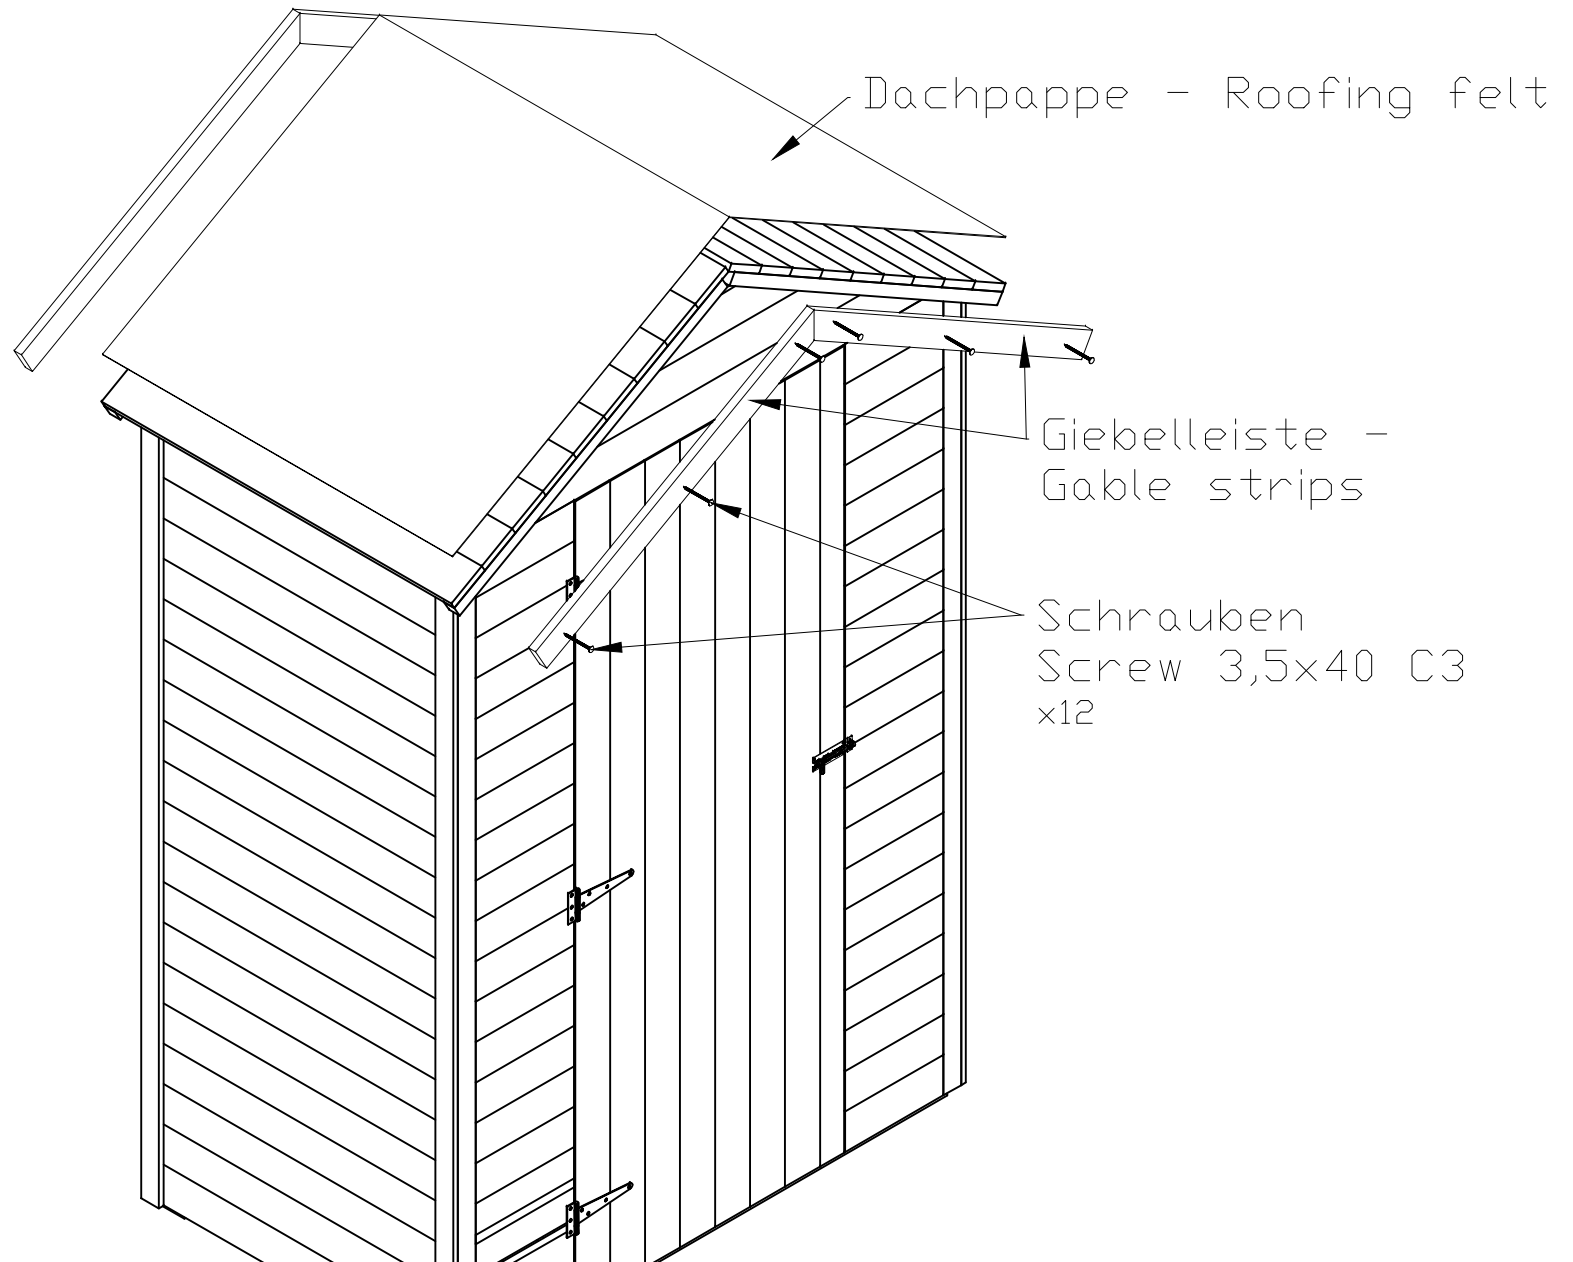 Dachpappe - Roofing felt
Giebelleiste -
Gable strips
Schrauben
Screw 3,5x40 C3
x12